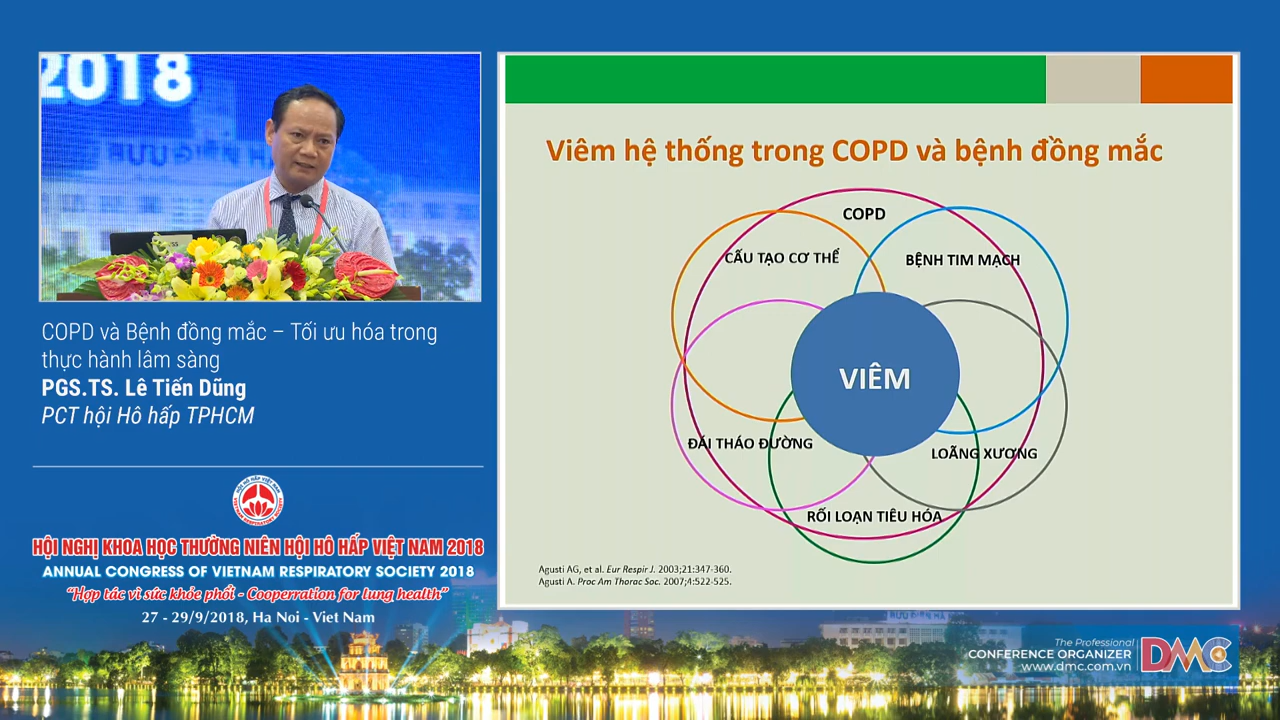 2018
BƯU ĐIỆN HÀ
COPD và Bệnh đồng mắc – Tối ưu hóa trong
thực hành lâm sàng
PGS.TS. Lê Tiến Dũng
PCT hội Hô hấp TPHCM
HỘI NGHỊ KHOA HỌC THƯỜNG NIÊN HỘI HÔ HẤP VIỆT NAM 2018
ANNUAL CONGRESS OF VIETNAM RESPIRATORY SOCIETY 2018
“Hợp tác vì sức khỏe phổi - Cooperration for lung health”
27 - 29/9/2018, Ha Noi - Viet Nam
Viêm hệ thống trong COPD và bệnh đồng mắc
COPD
CẤU TẠO CƠ THỂ
BỆNH TIM MẠCH
VIÊM
ĐÁI THÁO ĐƯỜNG
LOÃNG XƯƠNG
RỐI LOẠN TIÊU HÓA
Agusti AG, et al. Eur Respir J. 2003;21:347-360.
Agusti A. Proc Am Thorac Soc. 2007;4:522-525.
The Professional
CONFERENCE ORGANIZER
www.dmc.com.vn
DMC